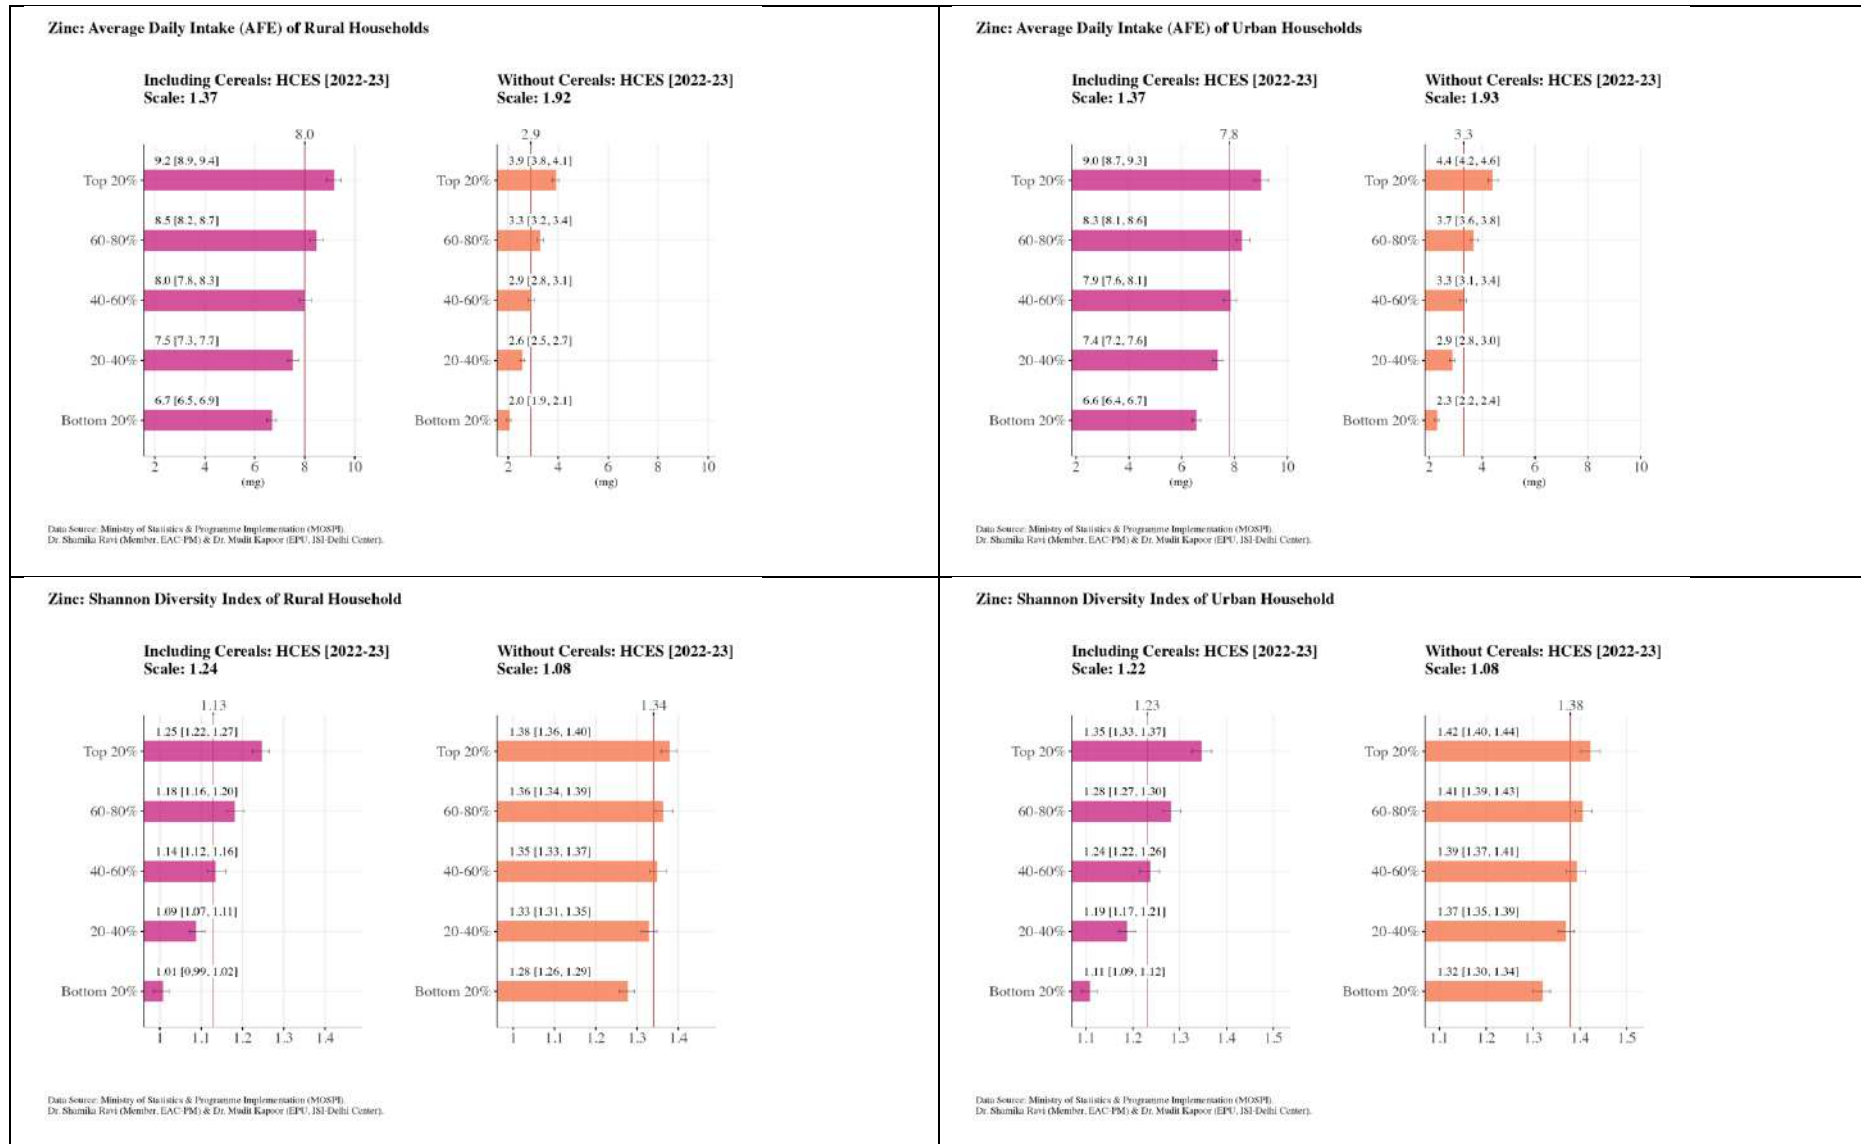 Zinc: Average Daily Intake (AFE) of Rural Households
Including Cereals: HCES [2022-23]
Scale: 1.37
8.0
9.2 [8.9, 9.4]
Top 20%
8.5 [8.2, 8.7]
60-80%
8.0 [7.8, 8.3]
40-60%
7.5 [7.3, 7.7]
20-40%
6.7 [6.5, 6.9]
Bottom 20%
2 4 6 8 10
(mg)
Without Cereals: HCES [2022-23]
Scale: 1.92
2.9
3.9 [3.8, 4.1]
Top 20%
3.3 [3.2, 3.4]
60-80%
2.9 [2.8, 3.1]
40-60%
2.6 [2.5, 2.7]
20-40%
2.0 [1.9, 2.1]
Bottom 20%
2 4 6 8 10
(mg)
Data Source: Ministry of Statistics & Programme Implementation (MOSPI).
Dr. Shamika Ravi (Member, EAC-PM) & Dr. Mudit Kapoor (EPU, ISI-Delhi Center).
Zinc: Average Daily Intake (AFE) of Urban Households
Including Cereals: HCES [2022-23]
Scale: 1.37
7.8
9.0 [8.7, 9.3]
Top 20%
8.3 [8.1, 8.6]
60-80%
7.9 [7.6, 8.1]
40-60%
7.4 [7.2, 7.6]
20-40%
6.6 [6.4, 6.7]
Bottom 20%
2 4 6 8 10
(mg)
Without Cereals: HCES [2022-23]
Scale: 1.93
3.3
4.4 [4.2, 4.6]
Top 20%
3.7 [3.6, 3.8]
60-80%
3.3 [3.1, 3.4]
40-60%
2.9 [2.8, 3.0]
20-40%
2.3 [2.2, 2.4]
Bottom 20%
2 4 6 8 10
(mg)
Data Source: Ministry of Statistics & Programme Implementation (MOSPI).
Dr. Shamika Ravi (Member, EAC-PM) & Dr. Mudit Kapoor (EPU, ISI-Delhi Center).
Zinc: Shannon Diversity Index of Rural Household
Including Cereals: HCES [2022-23]
Scale: 1.24
1.13
1.25 [1.22, 1.27]
Top 20%
1.18 [1.16, 1.20]
60-80%
1.14 [1.12, 1.16]
40-60%
1.09 [1.07, 1.11]
20-40%
1.01 [0.99, 1.02]
Bottom 20%
1 1.1 1.2 1.3 1.4
Without Cereals: HCES [2022-23]
Scale: 1.08
1.34
1.38 [1.36, 1.40]
Top 20%
1.36 [1.34, 1.39]
60-80%
1.35 [1.33, 1.37]
40-60%
1.33 [1.31, 1.35]
20-40%
1.28 [1.26, 1.29]
Bottom 20%
1 1.1 1.2 1.3 1.4
Data Source: Ministry of Statistics & Programme Implementation (MOSPI).
Dr. Shamika Ravi (Member, EAC-PM) & Dr. Mudit Kapoor (EPU, ISI-Delhi Center).
Zinc: Shannon Diversity Index of Urban Household
Including Cereals: HCES [2022-23]
Scale: 1.22
1.23
1.35 [1.33, 1.37]
Top 20%
1.28 [1.27, 1.30]
60-80%
1.24 [1.22, 1.26]
40-60%
1.19 [1.17, 1.21]
20-40%
1.11 [1.09, 1.12]
Bottom 20%
1.1 1.2 1.3 1.4 1.5
Without Cereals: HCES [2022-23]
Scale: 1.08
1.38
1.42 [1.40, 1.44]
Top 20%
1.41 [1.39, 1.43]
60-80%
1.39 [1.37, 1.41]
40-60%
1.37 [1.35, 1.39]
20-40%
1.32 [1.30, 1.34]
Bottom 20%
1.1 1.2 1.3 1.4 1.5
Data Source: Ministry of Statistics & Programme Implementation (MOSPI).
Dr. Shamika Ravi (Member, EAC-PM) & Dr. Mudit Kapoor (EPU, ISI-Delhi Center).